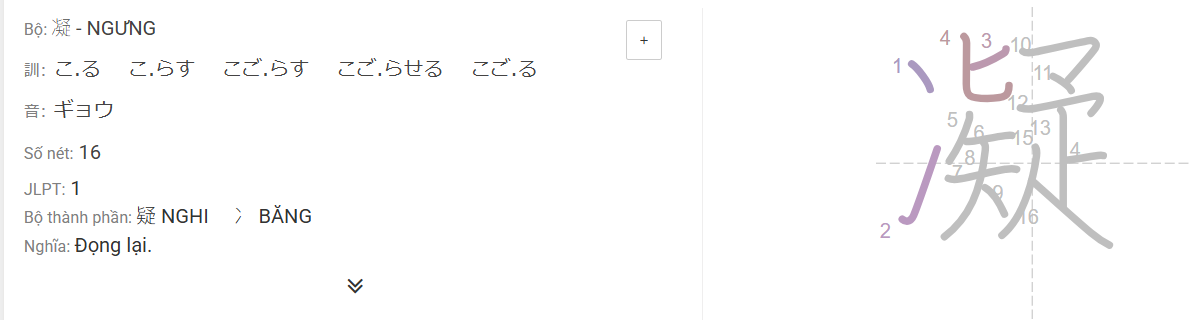 Bộ: 凝 - NGƯNG
+
訓: こ.る こ.らす こご.らす こご.らせる こご.る
音: ギョウ
Số nét: 16
JLPT: 1
Bộ thành phần: 疑 NGHI 冫 BĂNG
Nghĩa: Đọng lại.
凝
1 2 3 4 5 6 7 8 9 10 11 12 13 4 15 16